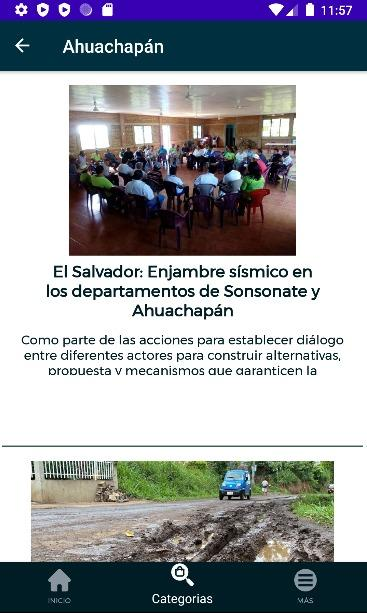 11:57
Ahuachapán
El Salvador: Enjambre sísmico en
los departamentos de Sonsonate y
Ahuachapán
Como parte de las acciones para establecer diálogo
entre diferentes actores para construir alternativas,
propuesta y mecanismos que garanticen la
INICIO
Categorias
MÁS